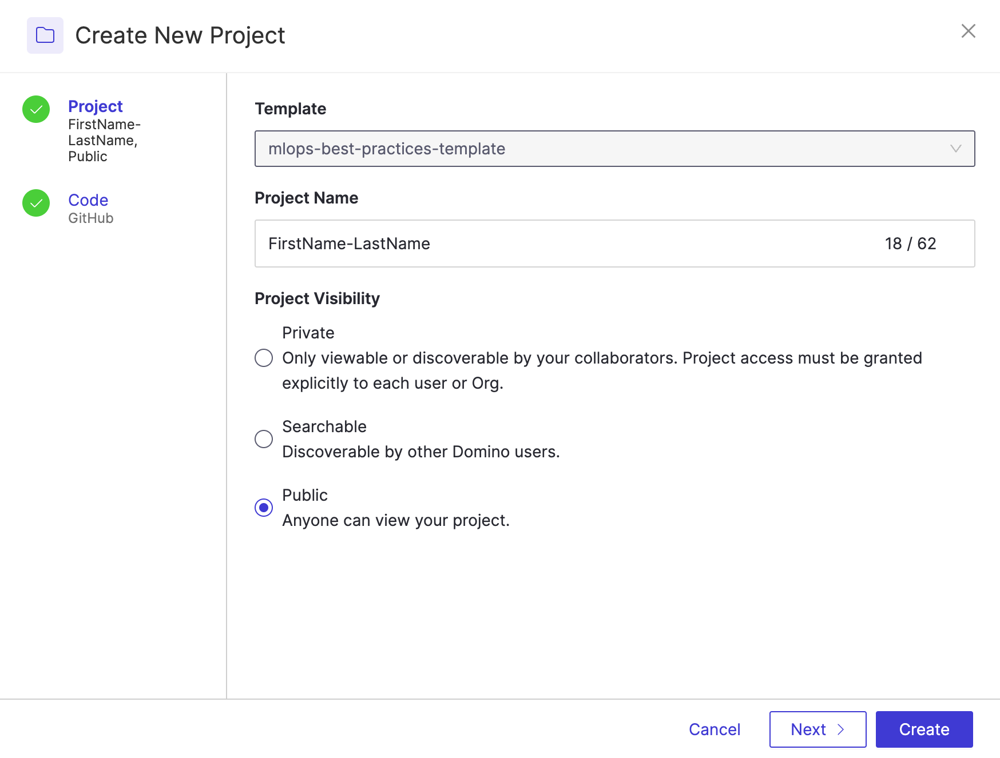 Create New Project
Project
FirstName-
LastName,
Public
Code
GitHub
Template
mlops-best-practices-template
Project Name
FirstName-LastName 18 / 62
Project Visibility
Private
Only viewable or discoverable by your collaborators. Project access must be granted
explicitly to each user or Org.
Searchable
Discoverable by other Domino users.
Public
Anyone can view your project.
Cancel Next Create